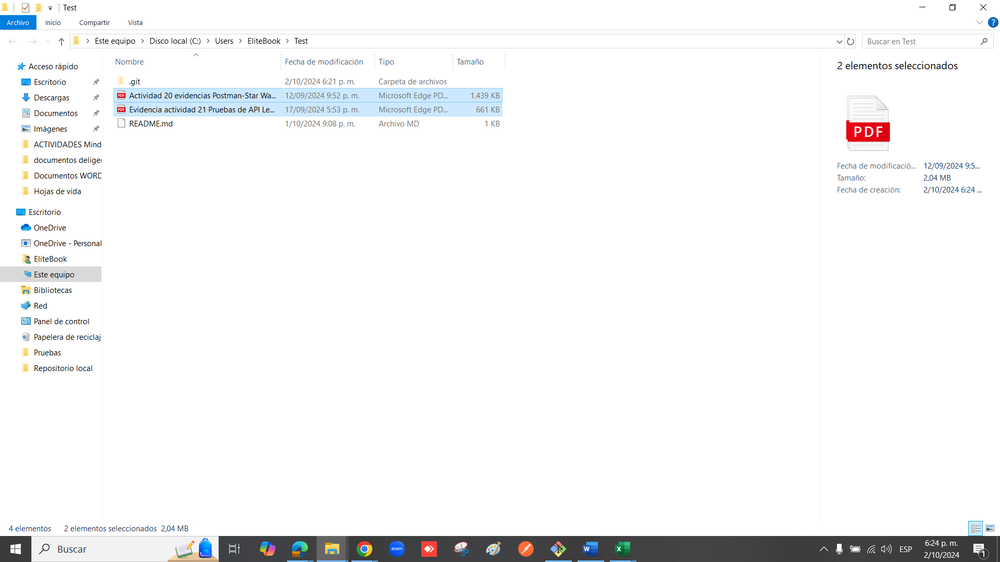 Test
Archivo
Inicio
Compartir
Vista
?
Este equipo
Disco local (C:)
Users
EliteBook
Test
Buscar en Test
Nombre
Fecha de modificación
Tipo
Tamaño
.git
2/10/2024 6:21 p. m.
Carpeta de archivos
Actividad 20 evidencias Postman-Star Wa...
12/09/2024 9:52 p. m.
Microsoft Edge PD...
1.439 KB
Evidencia actividad 21 Pruebas de API Le...
17/09/2024 5:53 p. m.
Microsoft Edge PD...
661 KB
README.md
1/10/2024 9:08 p. m.
Archivo MD
1 KB
Acceso rápido
Escritorio
Descargas
Documentos
Imágenes
ACTIVIDADES Mind
documentos delige
Documentos WORD
Hojas de vida
Escritorio
OneDrive
OneDrive - Personal
EliteBook
Este equipo
Bibliotecas
Red
Panel de control
Papelera de reciclaj
Pruebas
Repositorio local
2 elementos seleccionados
PDF
Fecha de modificació...
12/09/2024 9:5...
Tamaño:
2,04 MB
Fecha de creación:
2/10/2024 6:24 ...
4 elementos
2 elementos seleccionados 2,04 MB
Buscar
zoom
ESP
6:24 p. m.
2/10/2024
1